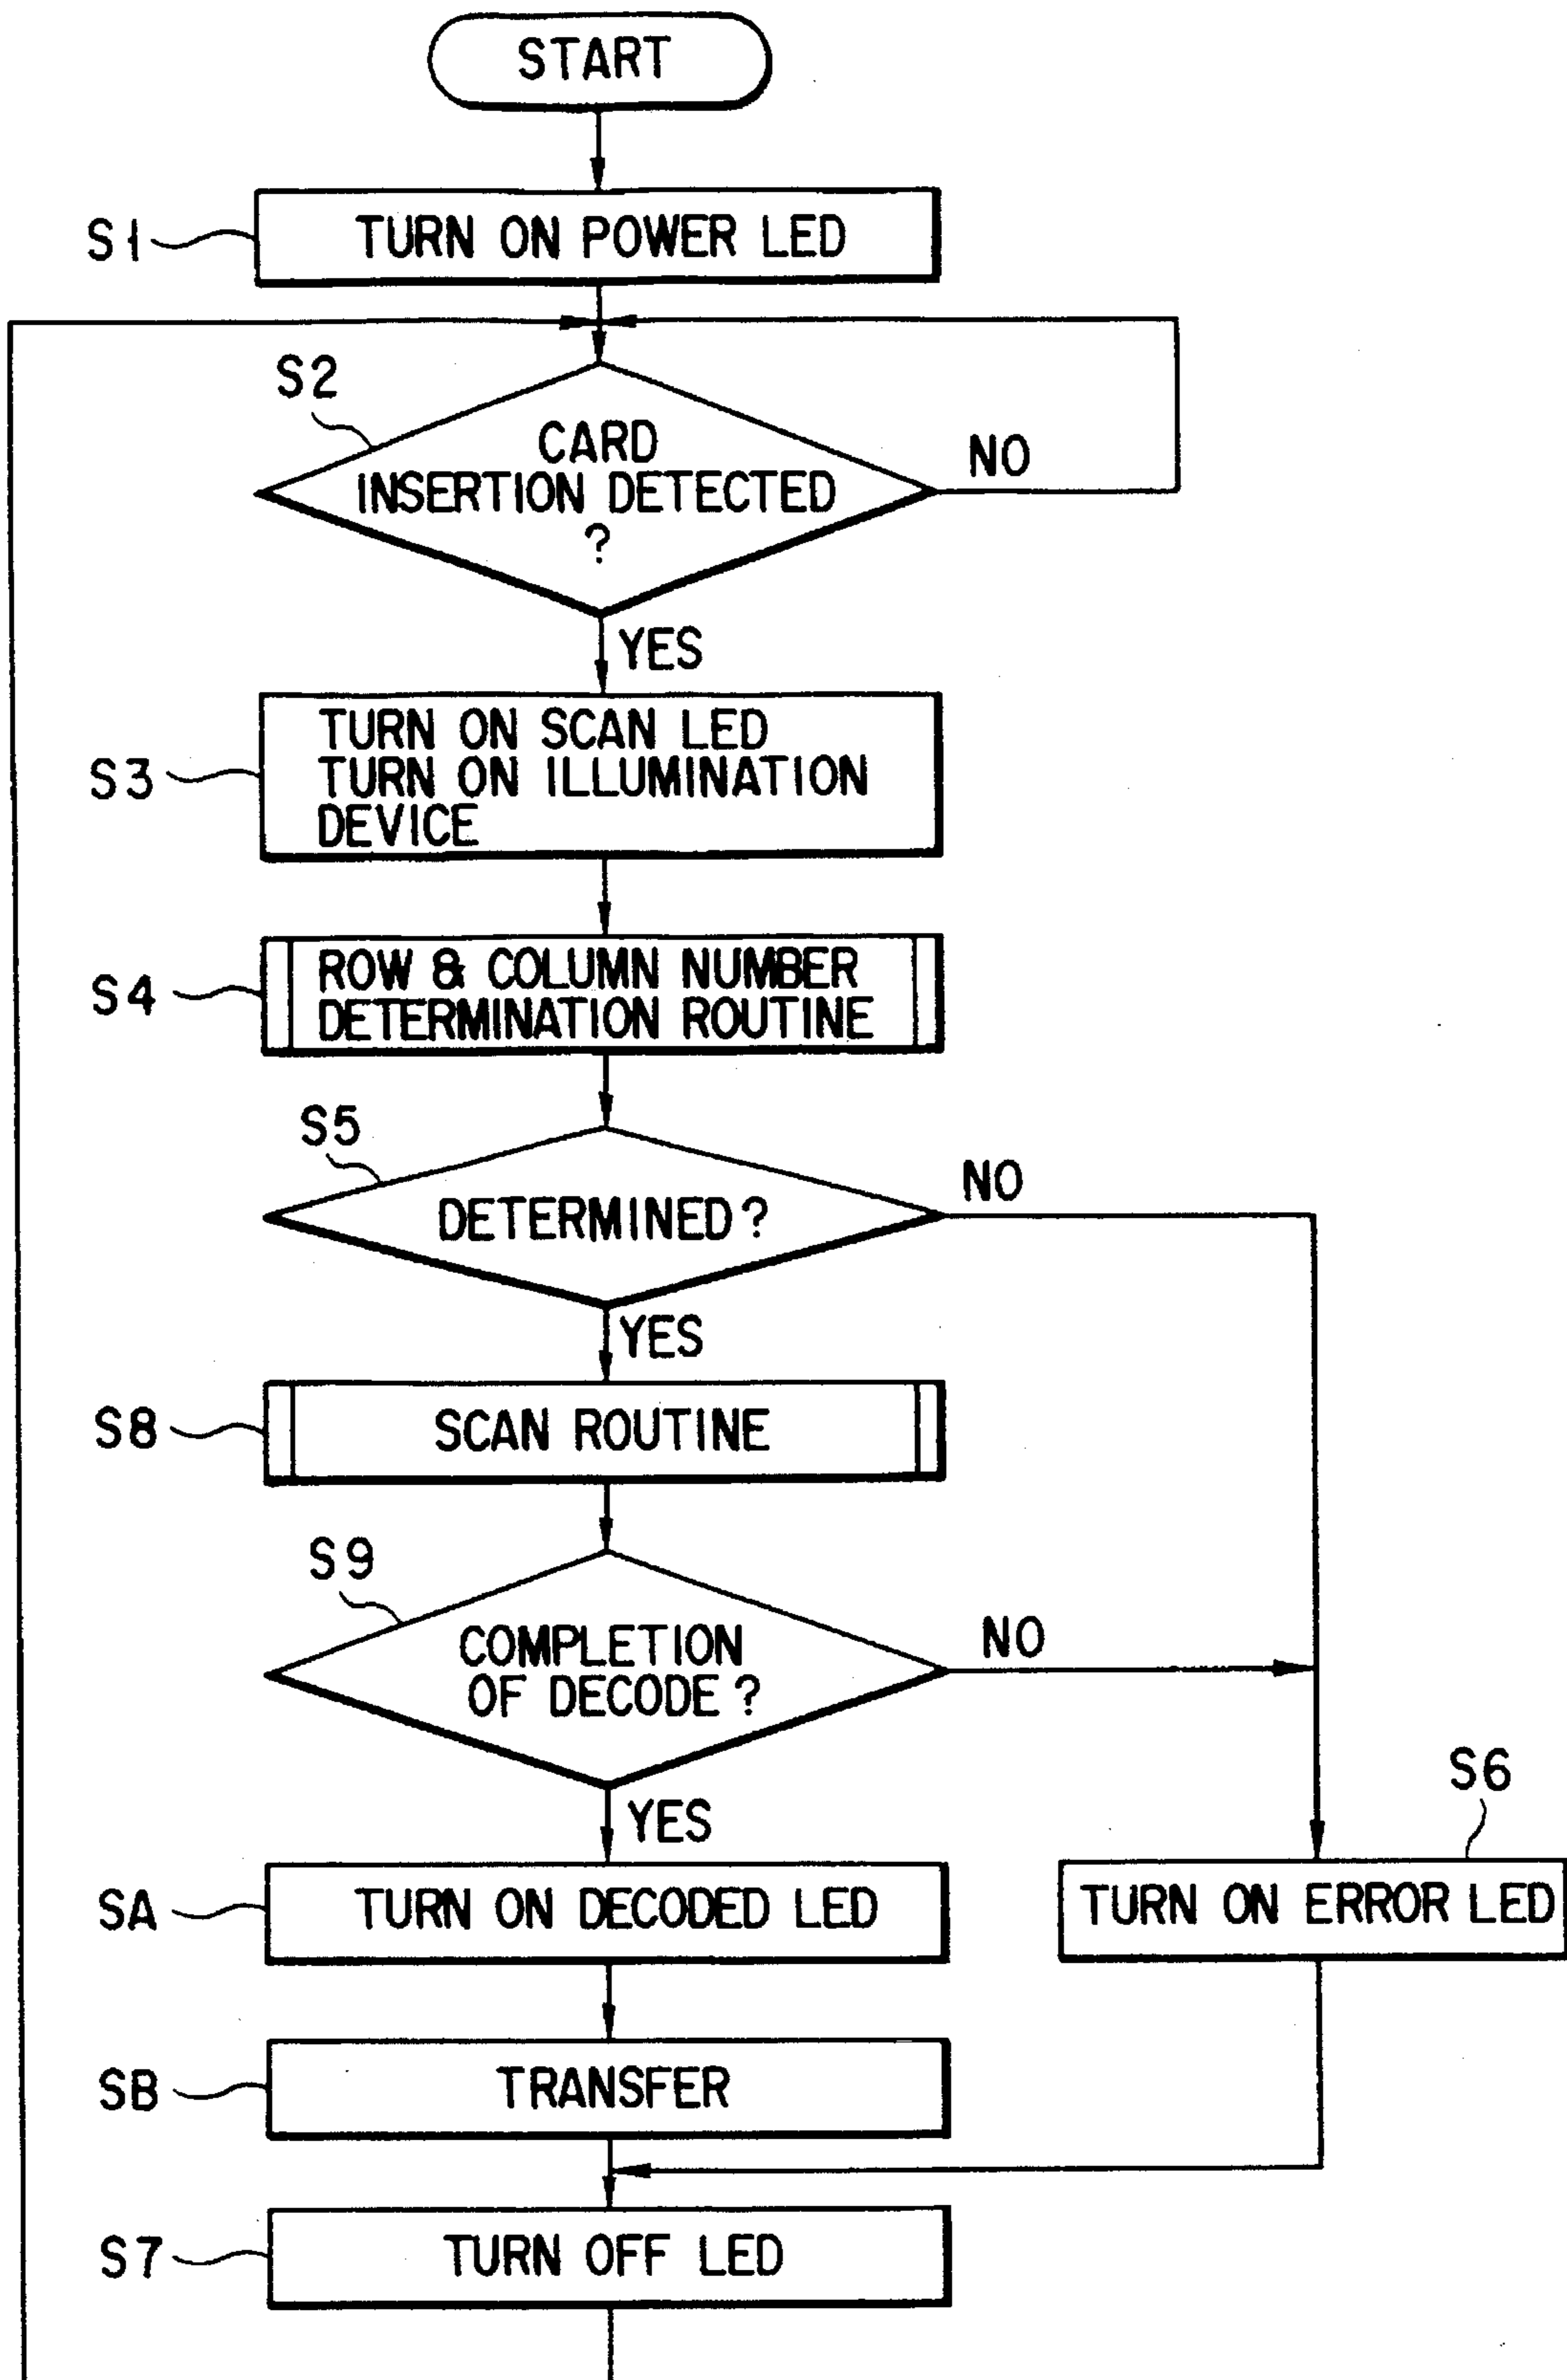 START
S1
TURN ON POWER LED
S2
CARD
INSERTION DETECTED
?
NO
YES
S3
TURN ON SCAN LED
TURN ON ILLUMINATION
DEVICE
S4
ROW & COLUMN NUMBER
DETERMINATION ROUTINE
S5
DETERMINED?
NO
YES
S8
SCAN ROUTINE
S9
COMPLETION
OF DECODE?
NO
YES
S6
SA
TURN ON DECODED LED
TURN ON ERROR LED
SB
TRANSFER
S7
TURN OFF LED